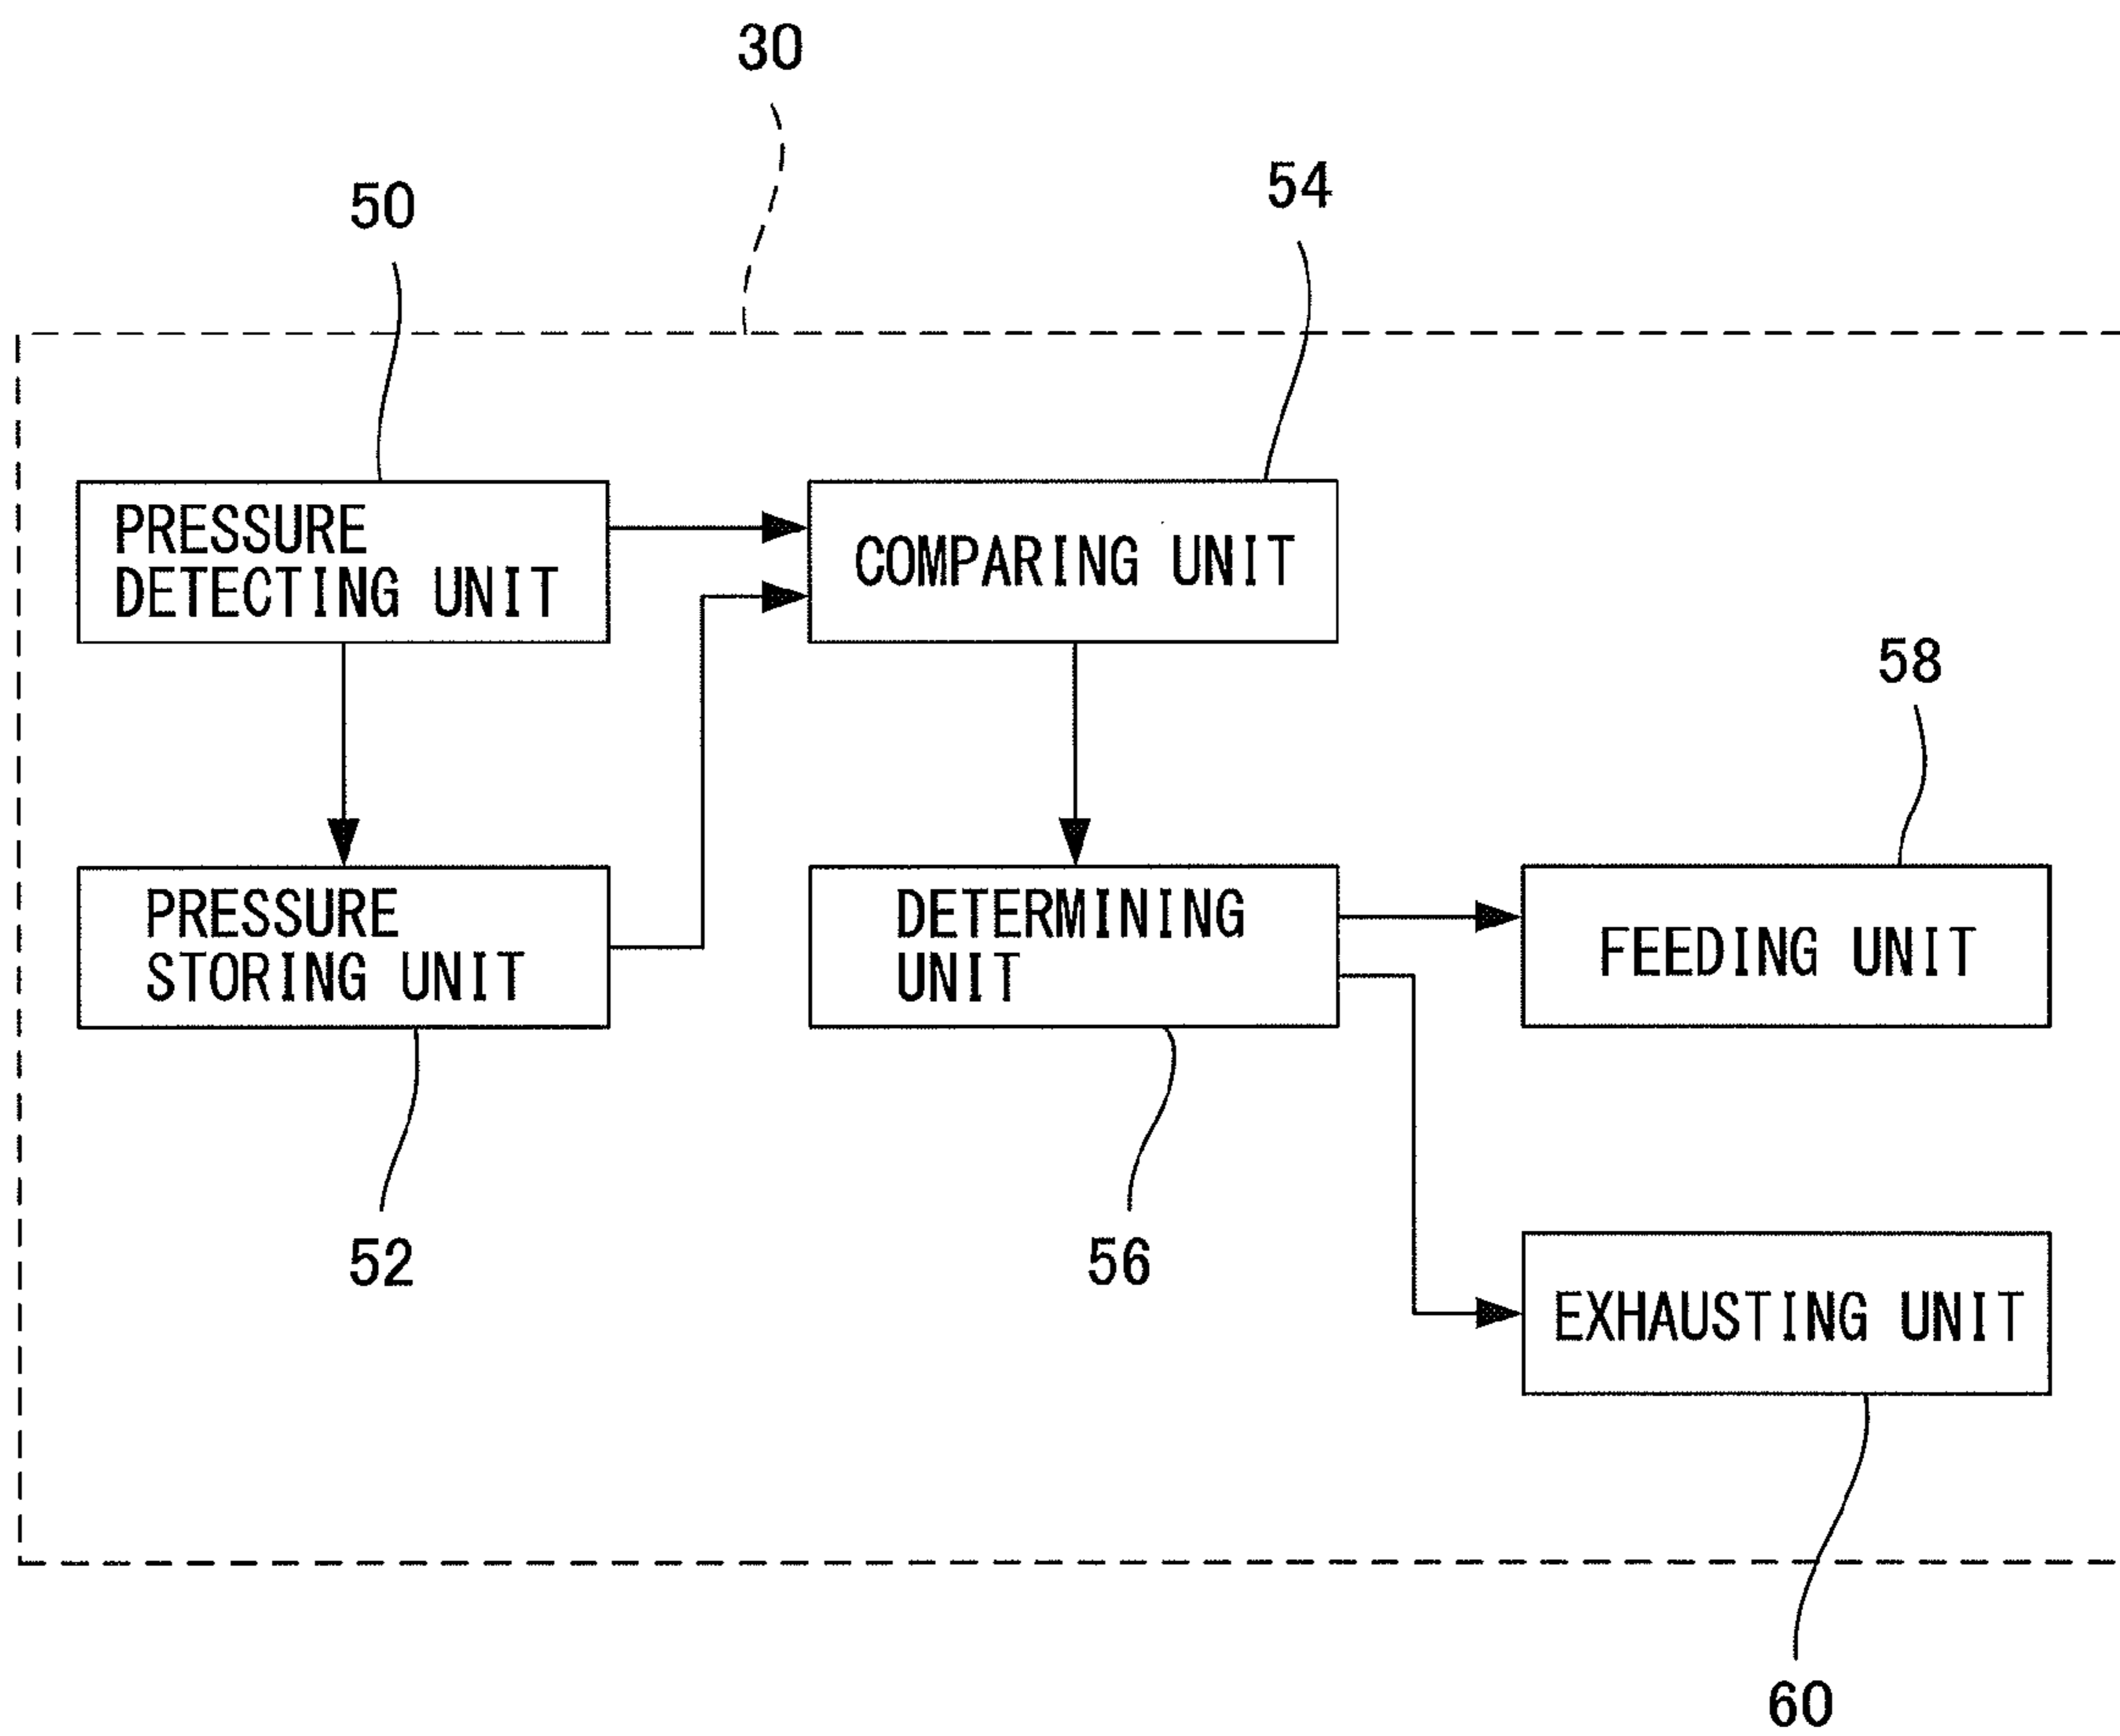 30
50
54
PRESSURE
DETECTING UNIT
COMPARING UNIT
58
PRESSURE
STORING UNIT
DETERMINING
UNIT
FEEDING UNIT
52
56
EXHAUSTING UNIT
60